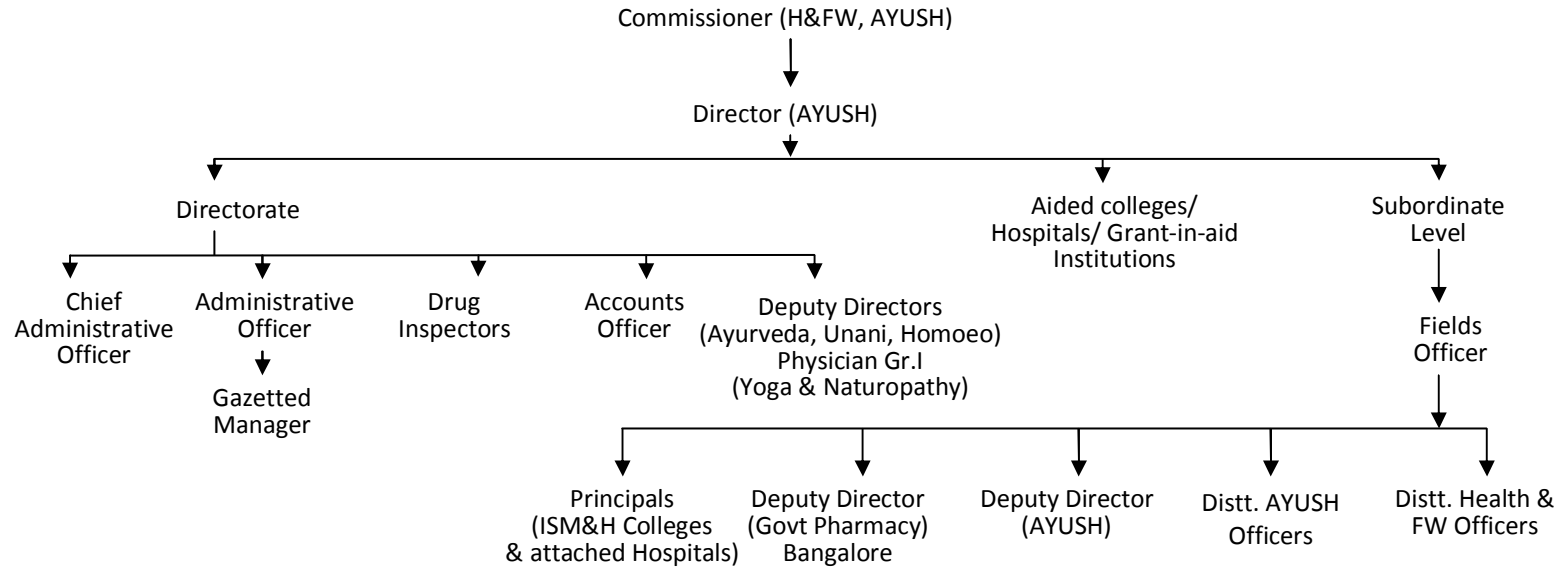 Commissioner (H&FW, AYUSH)
Director (AYUSH)
Directorate
Aided colleges/
Hospitals/ Grant-in-aid
Institutions
Subordinate
Level
Chief
Administrative
Officer
Administrative
Officer
Drug
Inspectors
Accounts
Officer
Deputy Directors
(Ayurveda, Unani, Homoeo)
Physician Gr.I
(Yoga & Naturopathy)
Fields
Officer
Gazetted
Manager
Principals
(ISM&H Colleges
& attached Hospitals)
Deputy Director
(Govt Pharmacy)
Bangalore
Deputy Director
(AYUSH)
Distt. AYUSH
Officers
Distt. Health &
FW Officers